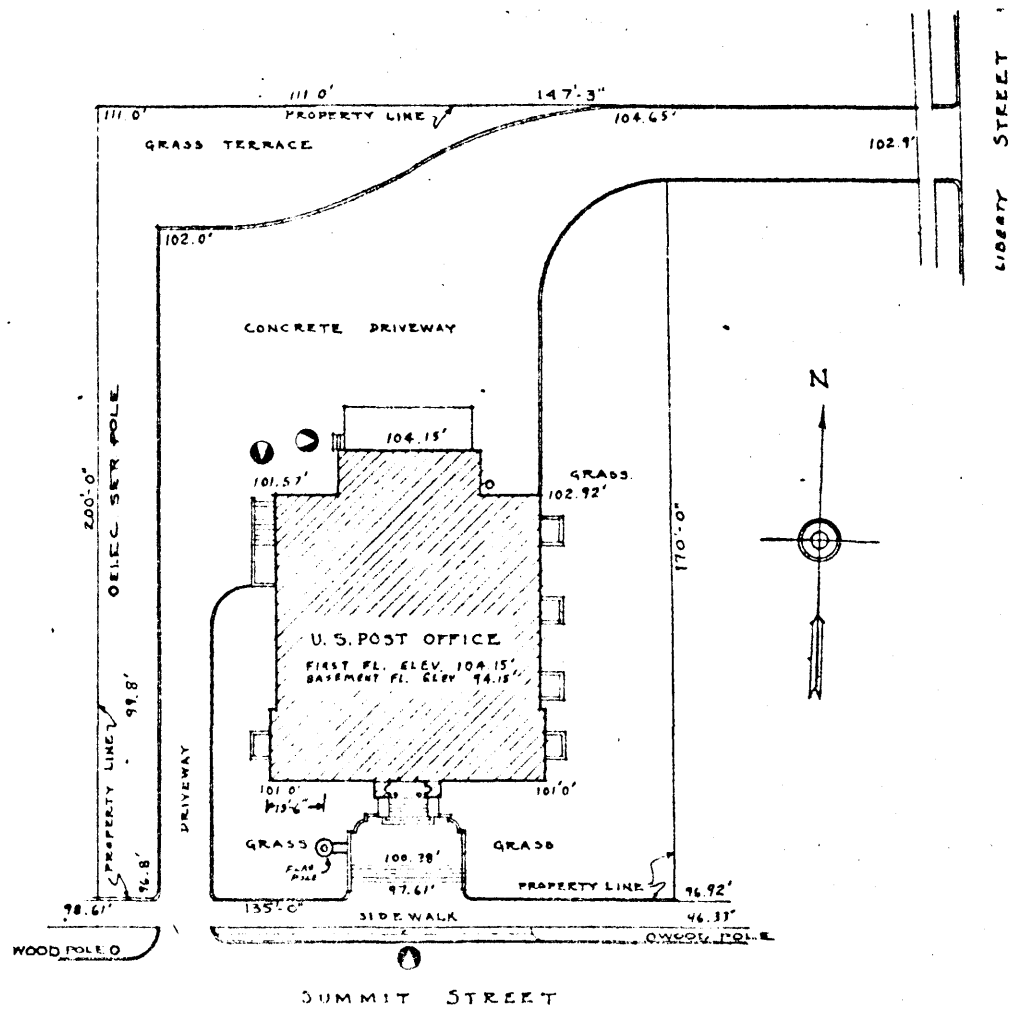 LIBERTY STREET
111.0'
147'-3"
111.0'
PROPERTY LINE
104.65'
GRASS TERRACE
102.9'
102.0'
CONCRETE DRIVEWAY
N
104.15'
101.57'
GRASS.
102.92'
200'-0"
OELEC SER POLE
170'-0"
U. S. POST OFFICE
FIRST FL. ELEV. 104.15'
BASEMENT FL. ELEV 94.15'
99.8'
PROPERTY LINE
DRIVEWAY
101.0'
101.0'
GRASS
FLAG
POLE
GRASS
100.78'
96.8'
97.61'
PROPERTY LINE
96.92'
98.61'
135'-0"
SIDEWALK
WOOD POLE O
OWOOD POLE
SUMMIT STREET